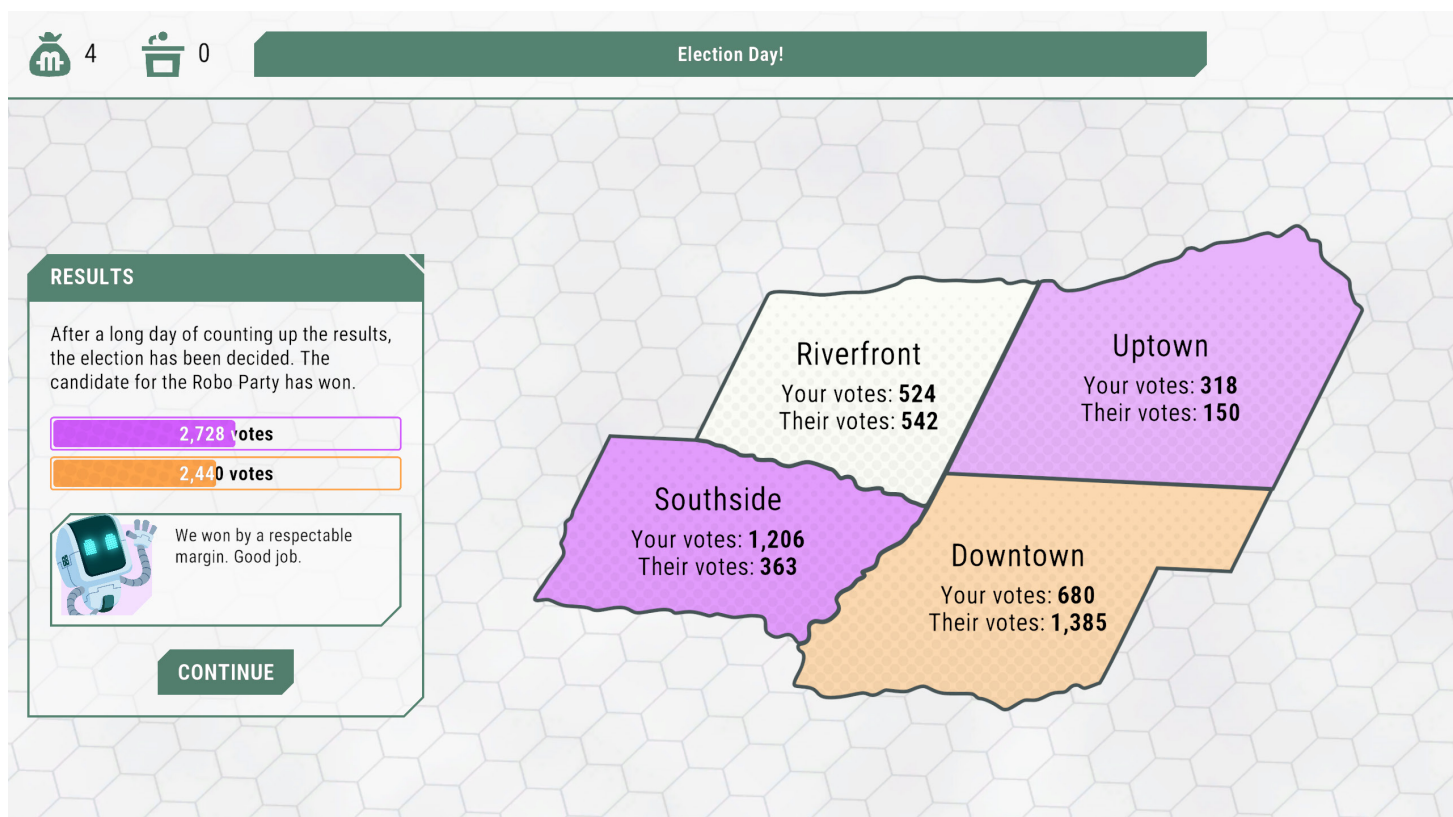 4
0
Election Day!
RESULTS
After a long day of counting up the results,
the election has been decided. The
candidate for the Robo Party has won.
2,728 votes
2,440 votes
We won by a respectable
margin. Good job.
CONTINUE
Riverfront
Your votes: 524
Their votes: 542
Uptown
Your votes: 318
Their votes: 150
Southside
Your votes: 1,206
Their votes: 363
Downtown
Your votes: 680
Their votes: 1,385